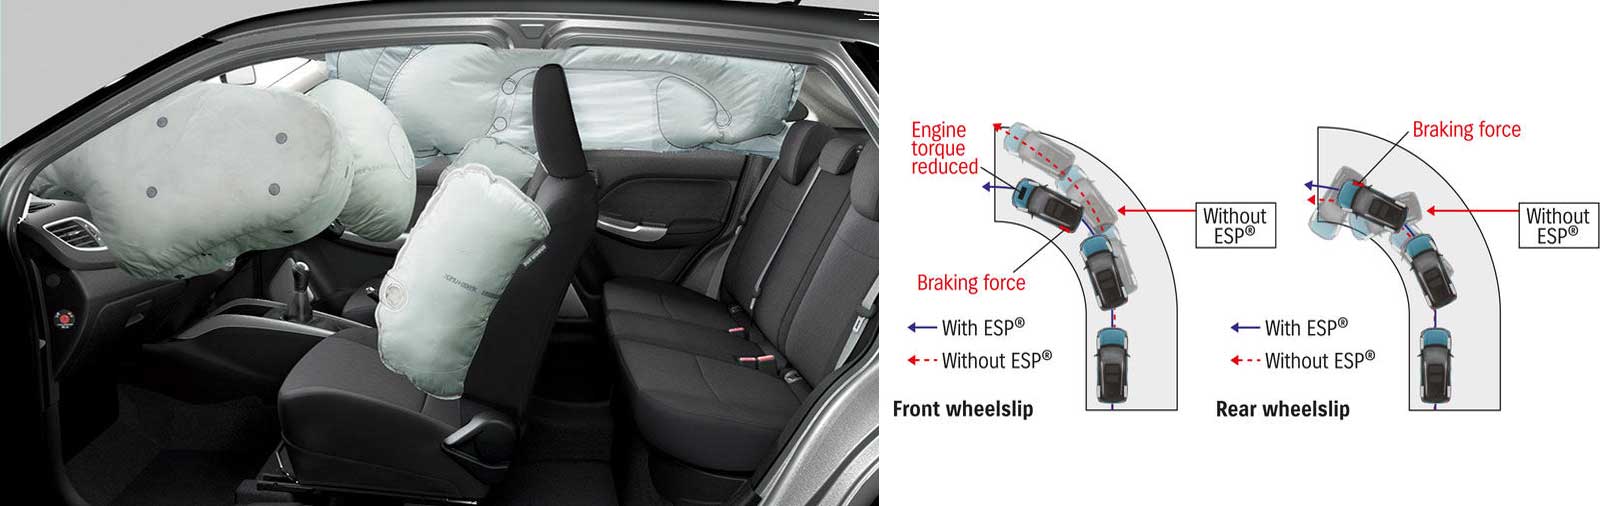 Engine
torque
reduced
Braking force
Without
ESP®
With ESP®
Without ESP®
Front wheelslip
Braking force
Without
ESP®
With ESP®
Without ESP®
Rear wheelslip